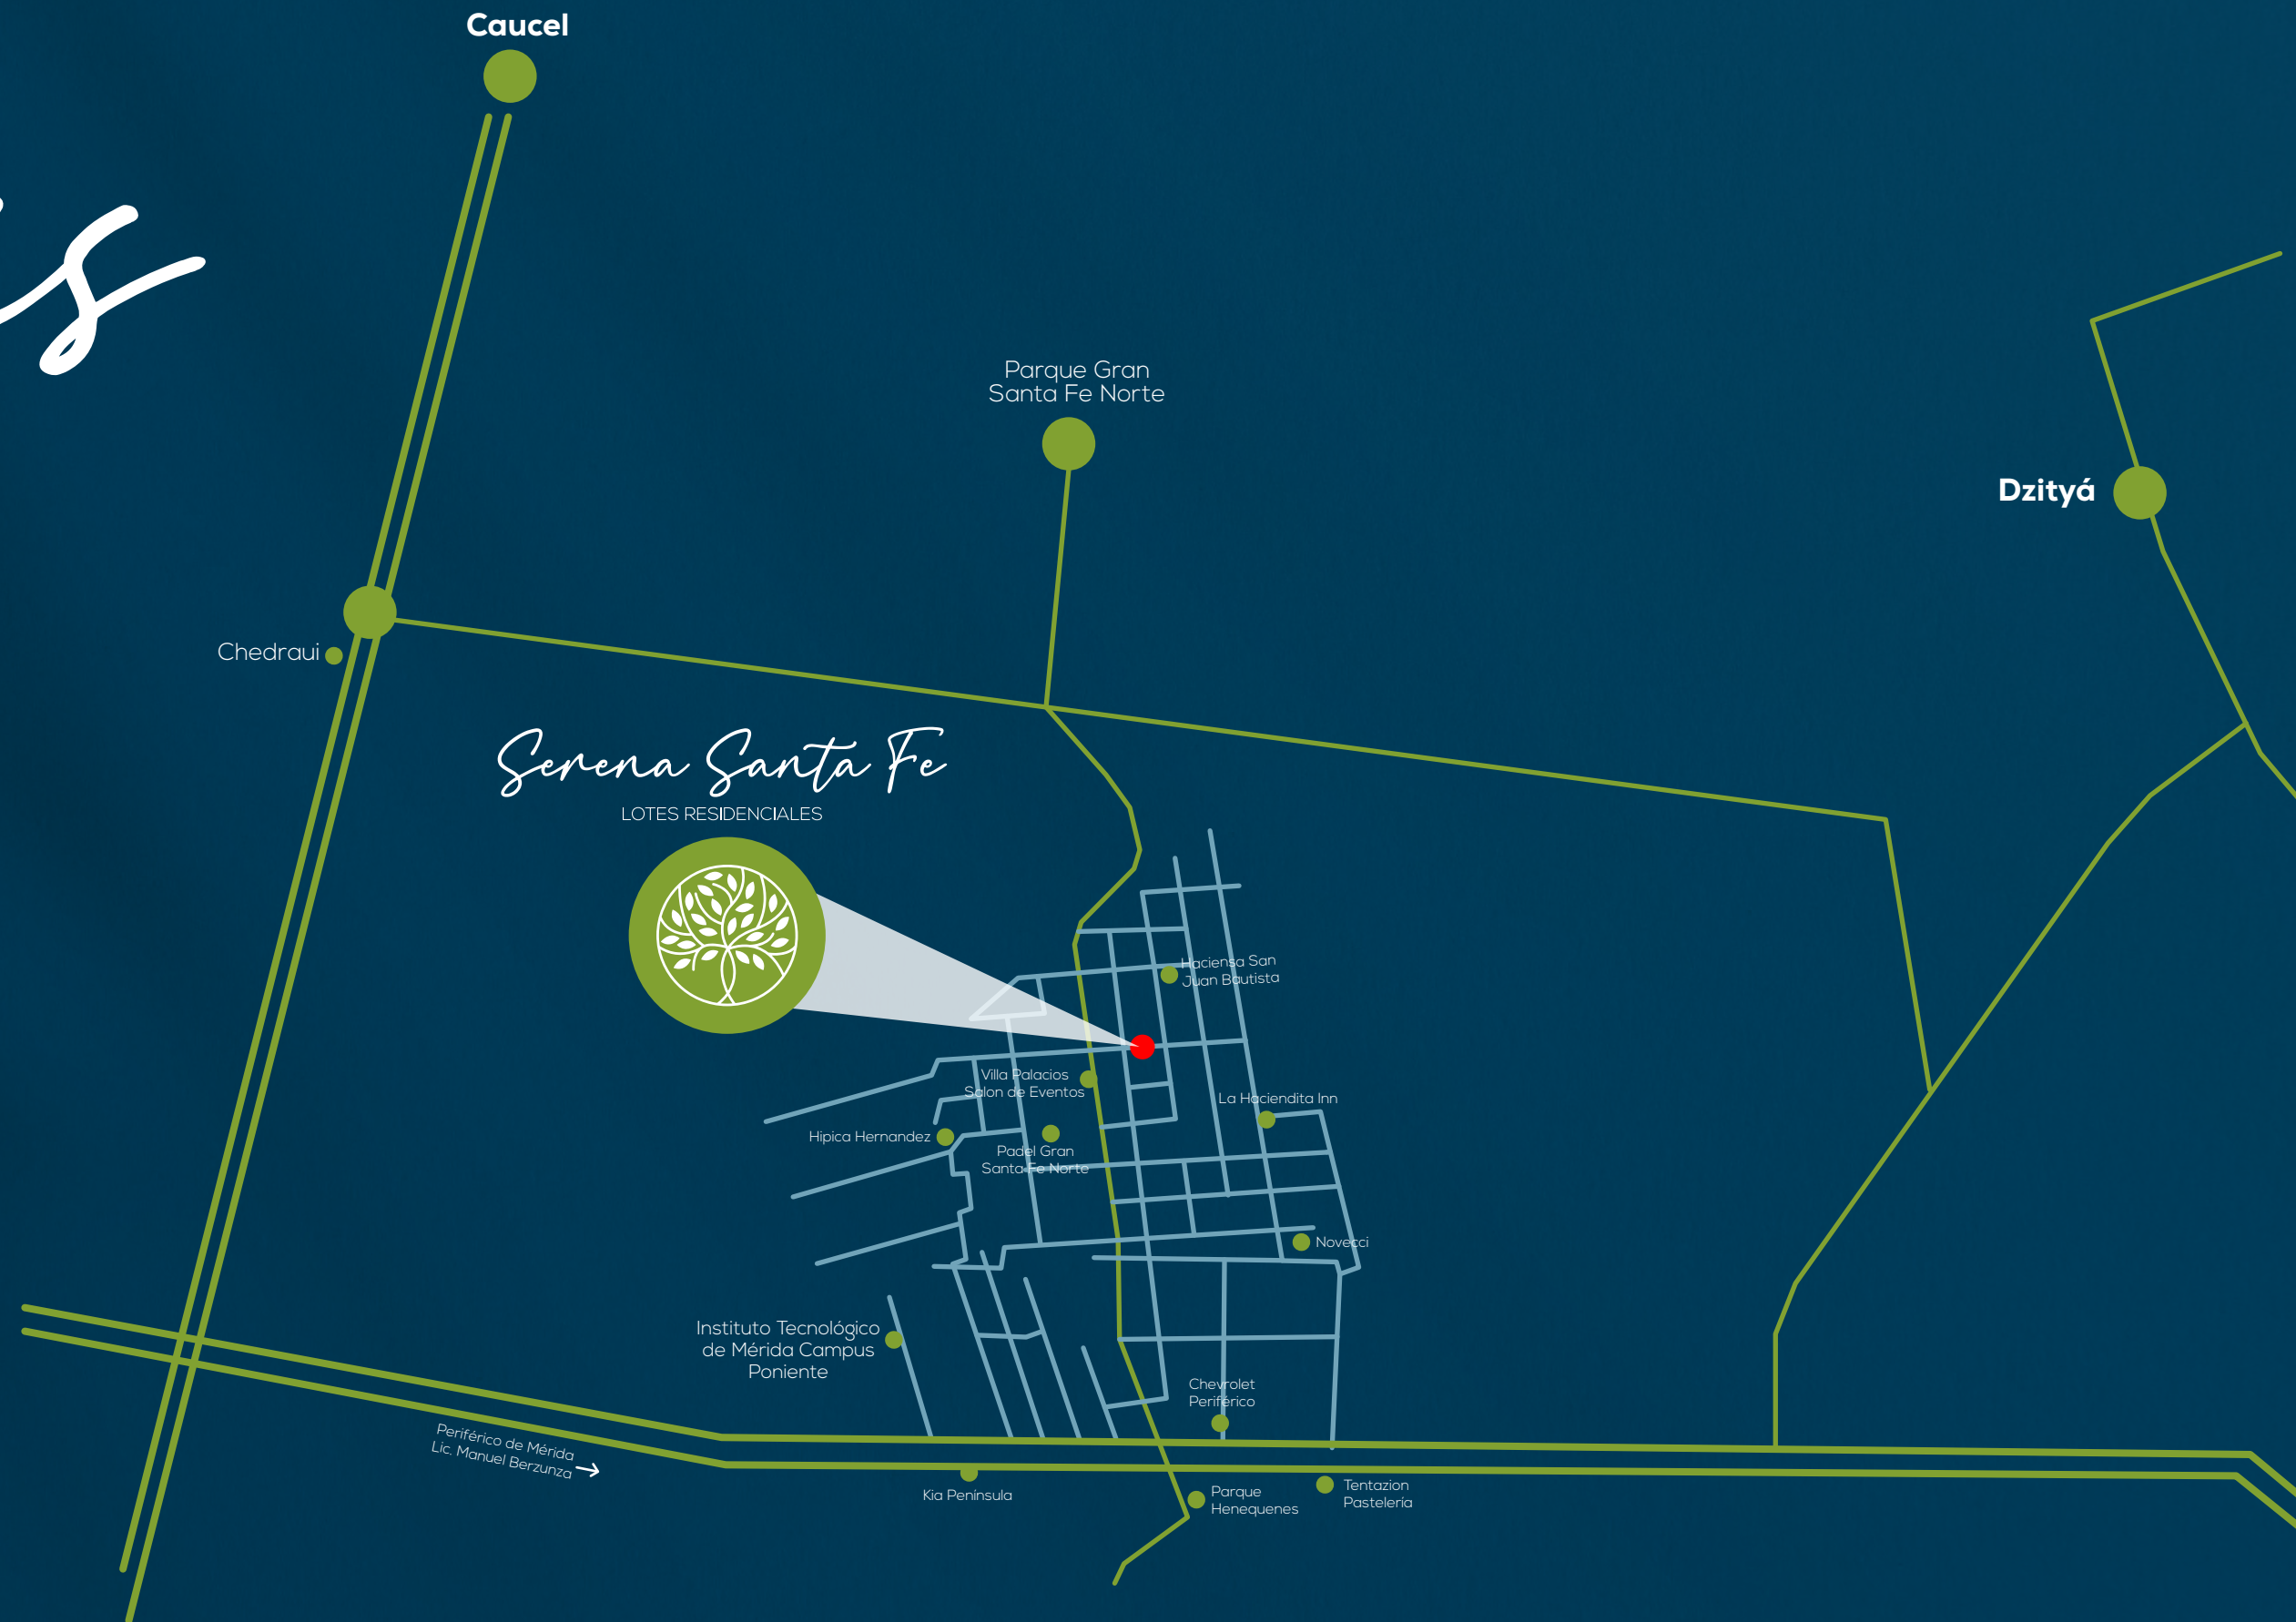 Caucel
s
Parque Gran
Santa Fe Norte
Dzityá
Chedraui
Serena Santa Fe
LOTES RESIDENCIALES
Haciensa San
Juan Bautista
Villa Palacios
Salon de Eventos
La Haciendita Inn
Hipica Hernandez
Padel Gran
Santa Fe Norte
Novecci
Instituto Tecnológico
de Mérida Campus
Poniente
Chevrolet
Periférico
Periférico de Mérida
Lic. Manuel Berzunza
Kia Península
Parque
Henequenes
Tentazion
Pastelería